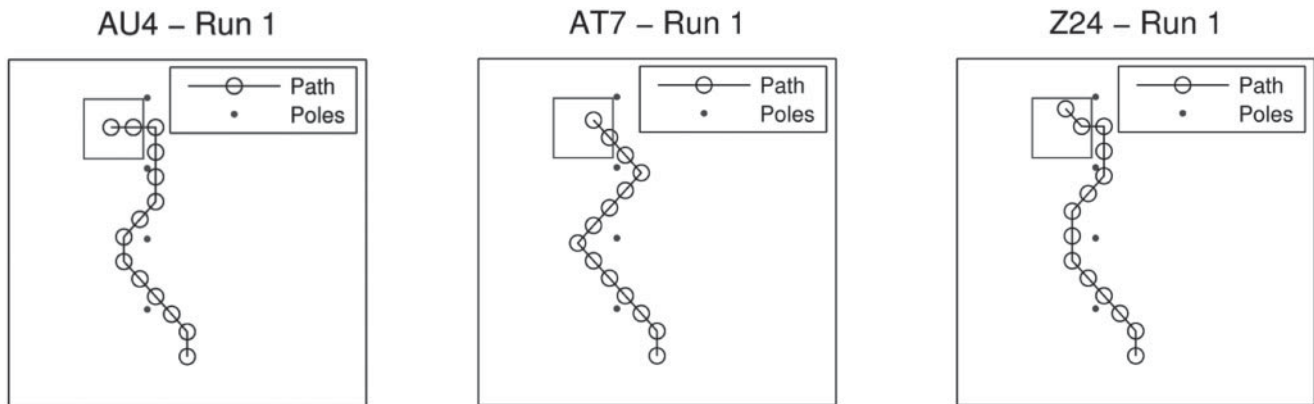 AU4 – Run 1
Path
Poles
AT7 – Run 1
Path
Poles
Z24 – Run 1
Path
Poles